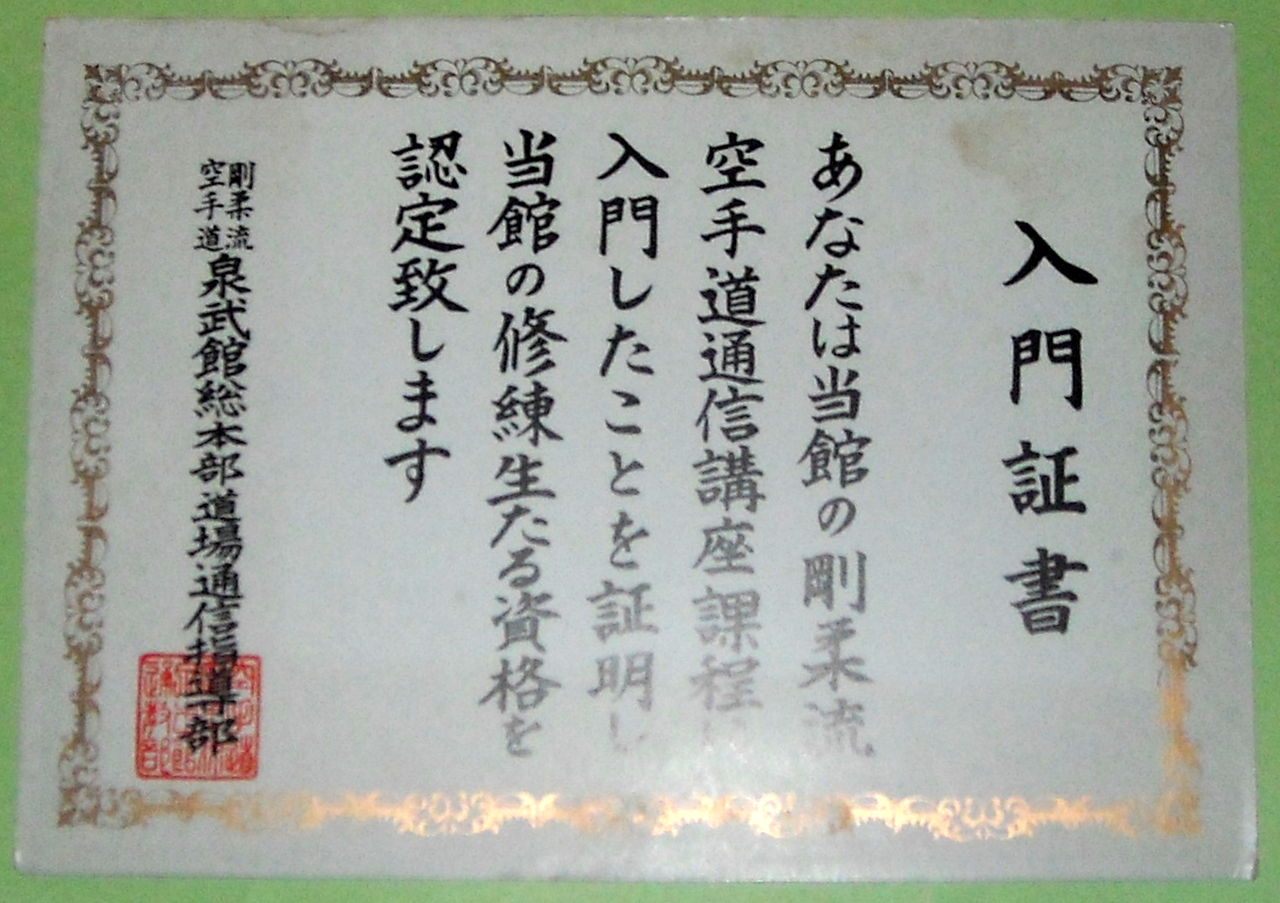 入門証書
あなたは当館の剛柔流
空手道通信講座課程に
入門したことを証明し
当館の修練生たる資格を
認定致します
剛柔流
空手道
泉武館総本部道場通信指導部